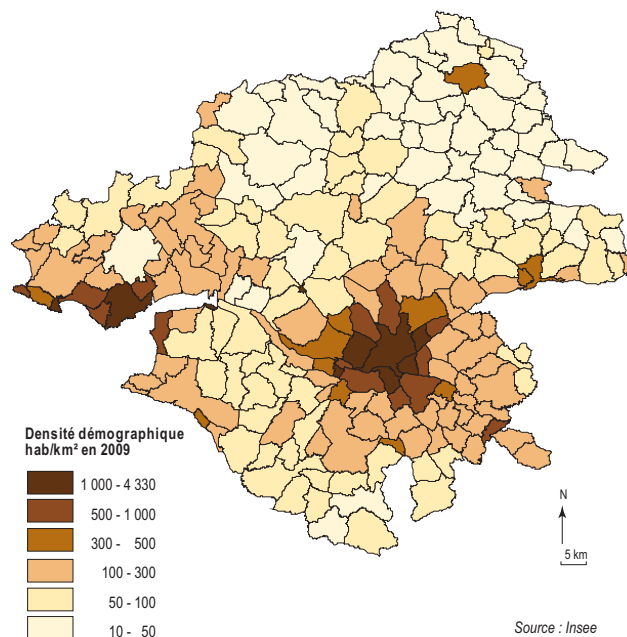 Densité démographique
hab/km² en 2009
1 000 - 4 330
500 - 1 000
300 - 500
100 - 300
50 - 100
10 - 50
N
5 km
Source : Insee